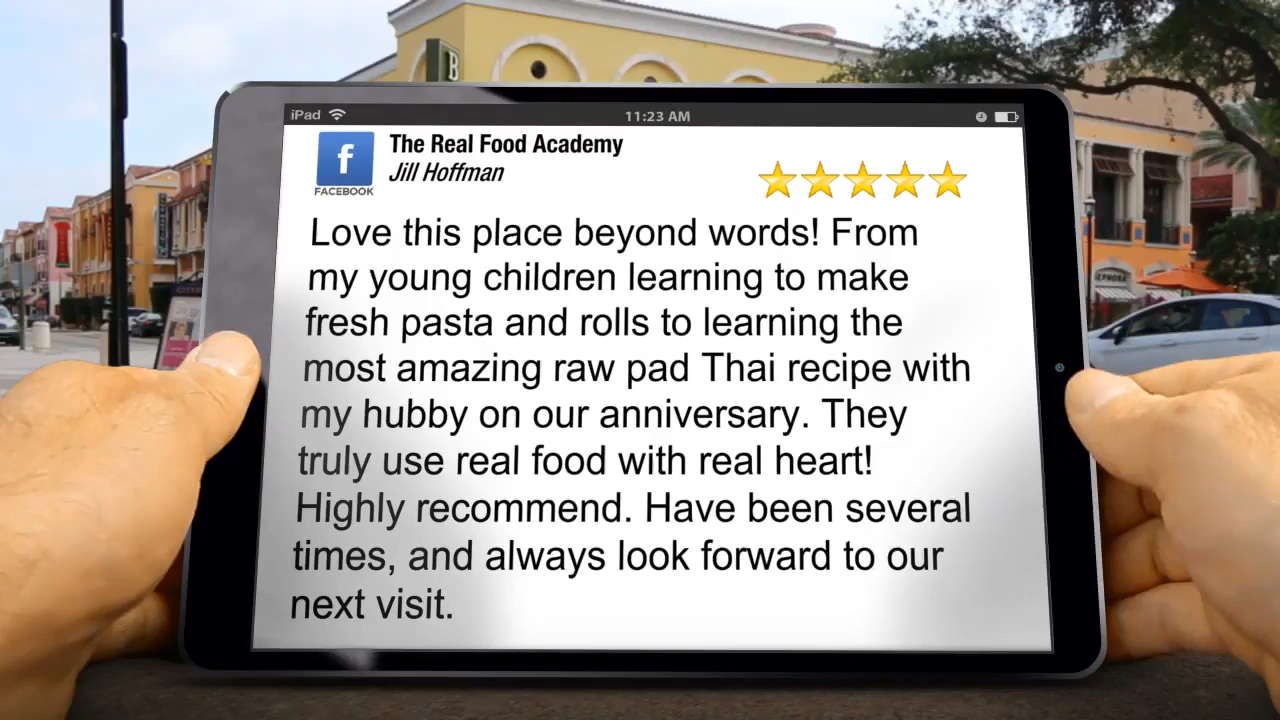 iPad 11:23 AM
f
FACEBOOK
The Real Food Academy
Jill Hoffman
Love this place beyond words! From
my young children learning to make
fresh pasta and rolls to learning the
most amazing raw pad Thai recipe with
my hubby on our anniversary. They
truly use real food with real heart!
Highly recommend. Have been several
times, and always look forward to our
next visit.
B
SEPHORA